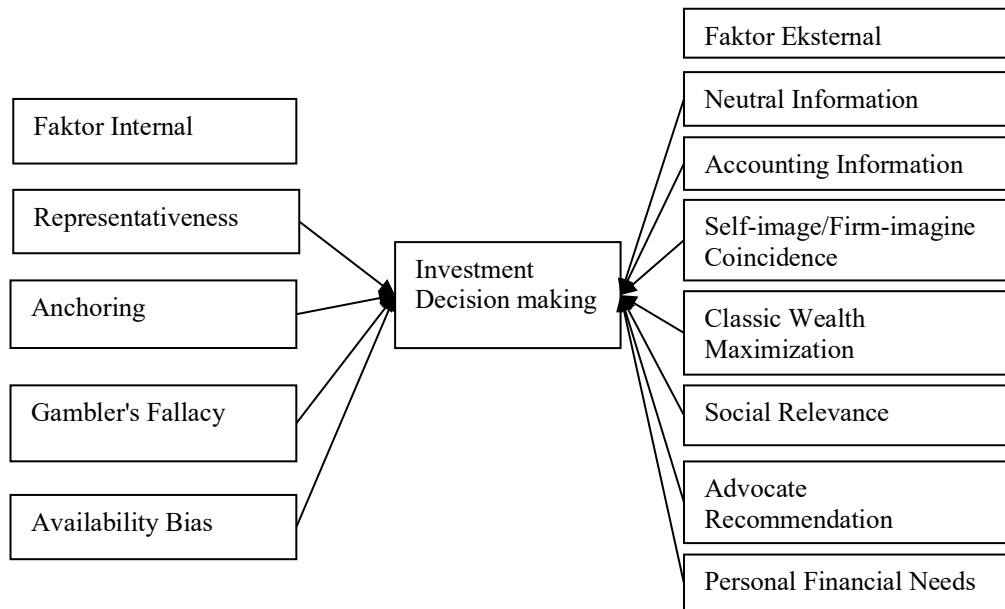 Faktor Internal
Representativeness
Anchoring
Gambler's Fallacy
Availability Bias
Investment
Decision making
Faktor Eksternal
Neutral Information
Accounting Information
Self-image/Firm-imagine
Coincidence
Classic Wealth
Maximization
Social Relevance
Advocate
Recommendation
Personal Financial Needs